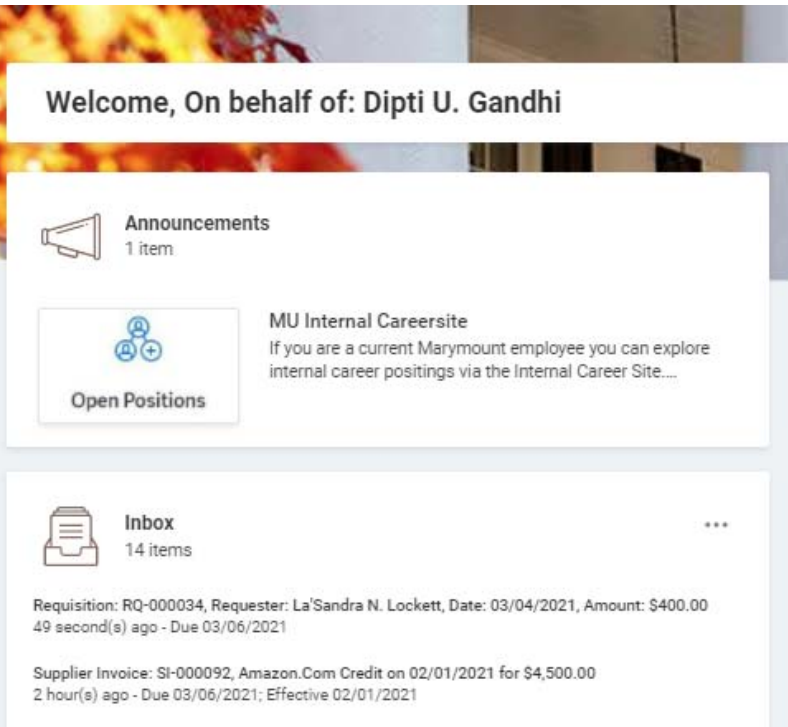 Welcome, On behalf of: Dipti U. Gandhi
Announcements
1 item
Open Positions
MU Internal Careersite
If you are a current Marymount employee you can explore
internal career positings via the Internal Career Site....
Inbox
14 items
Requisition: RQ-000034, Requester: La'Sandra N. Lockett, Date: 03/04/2021, Amount: $400.00
49 second(s) ago - Due 03/06/2021
Supplier Invoice: SI-000092, Amazon.Com Credit on 02/01/2021 for $4,500.00
2 hour(s) ago - Due 03/06/2021; Effective 02/01/2021